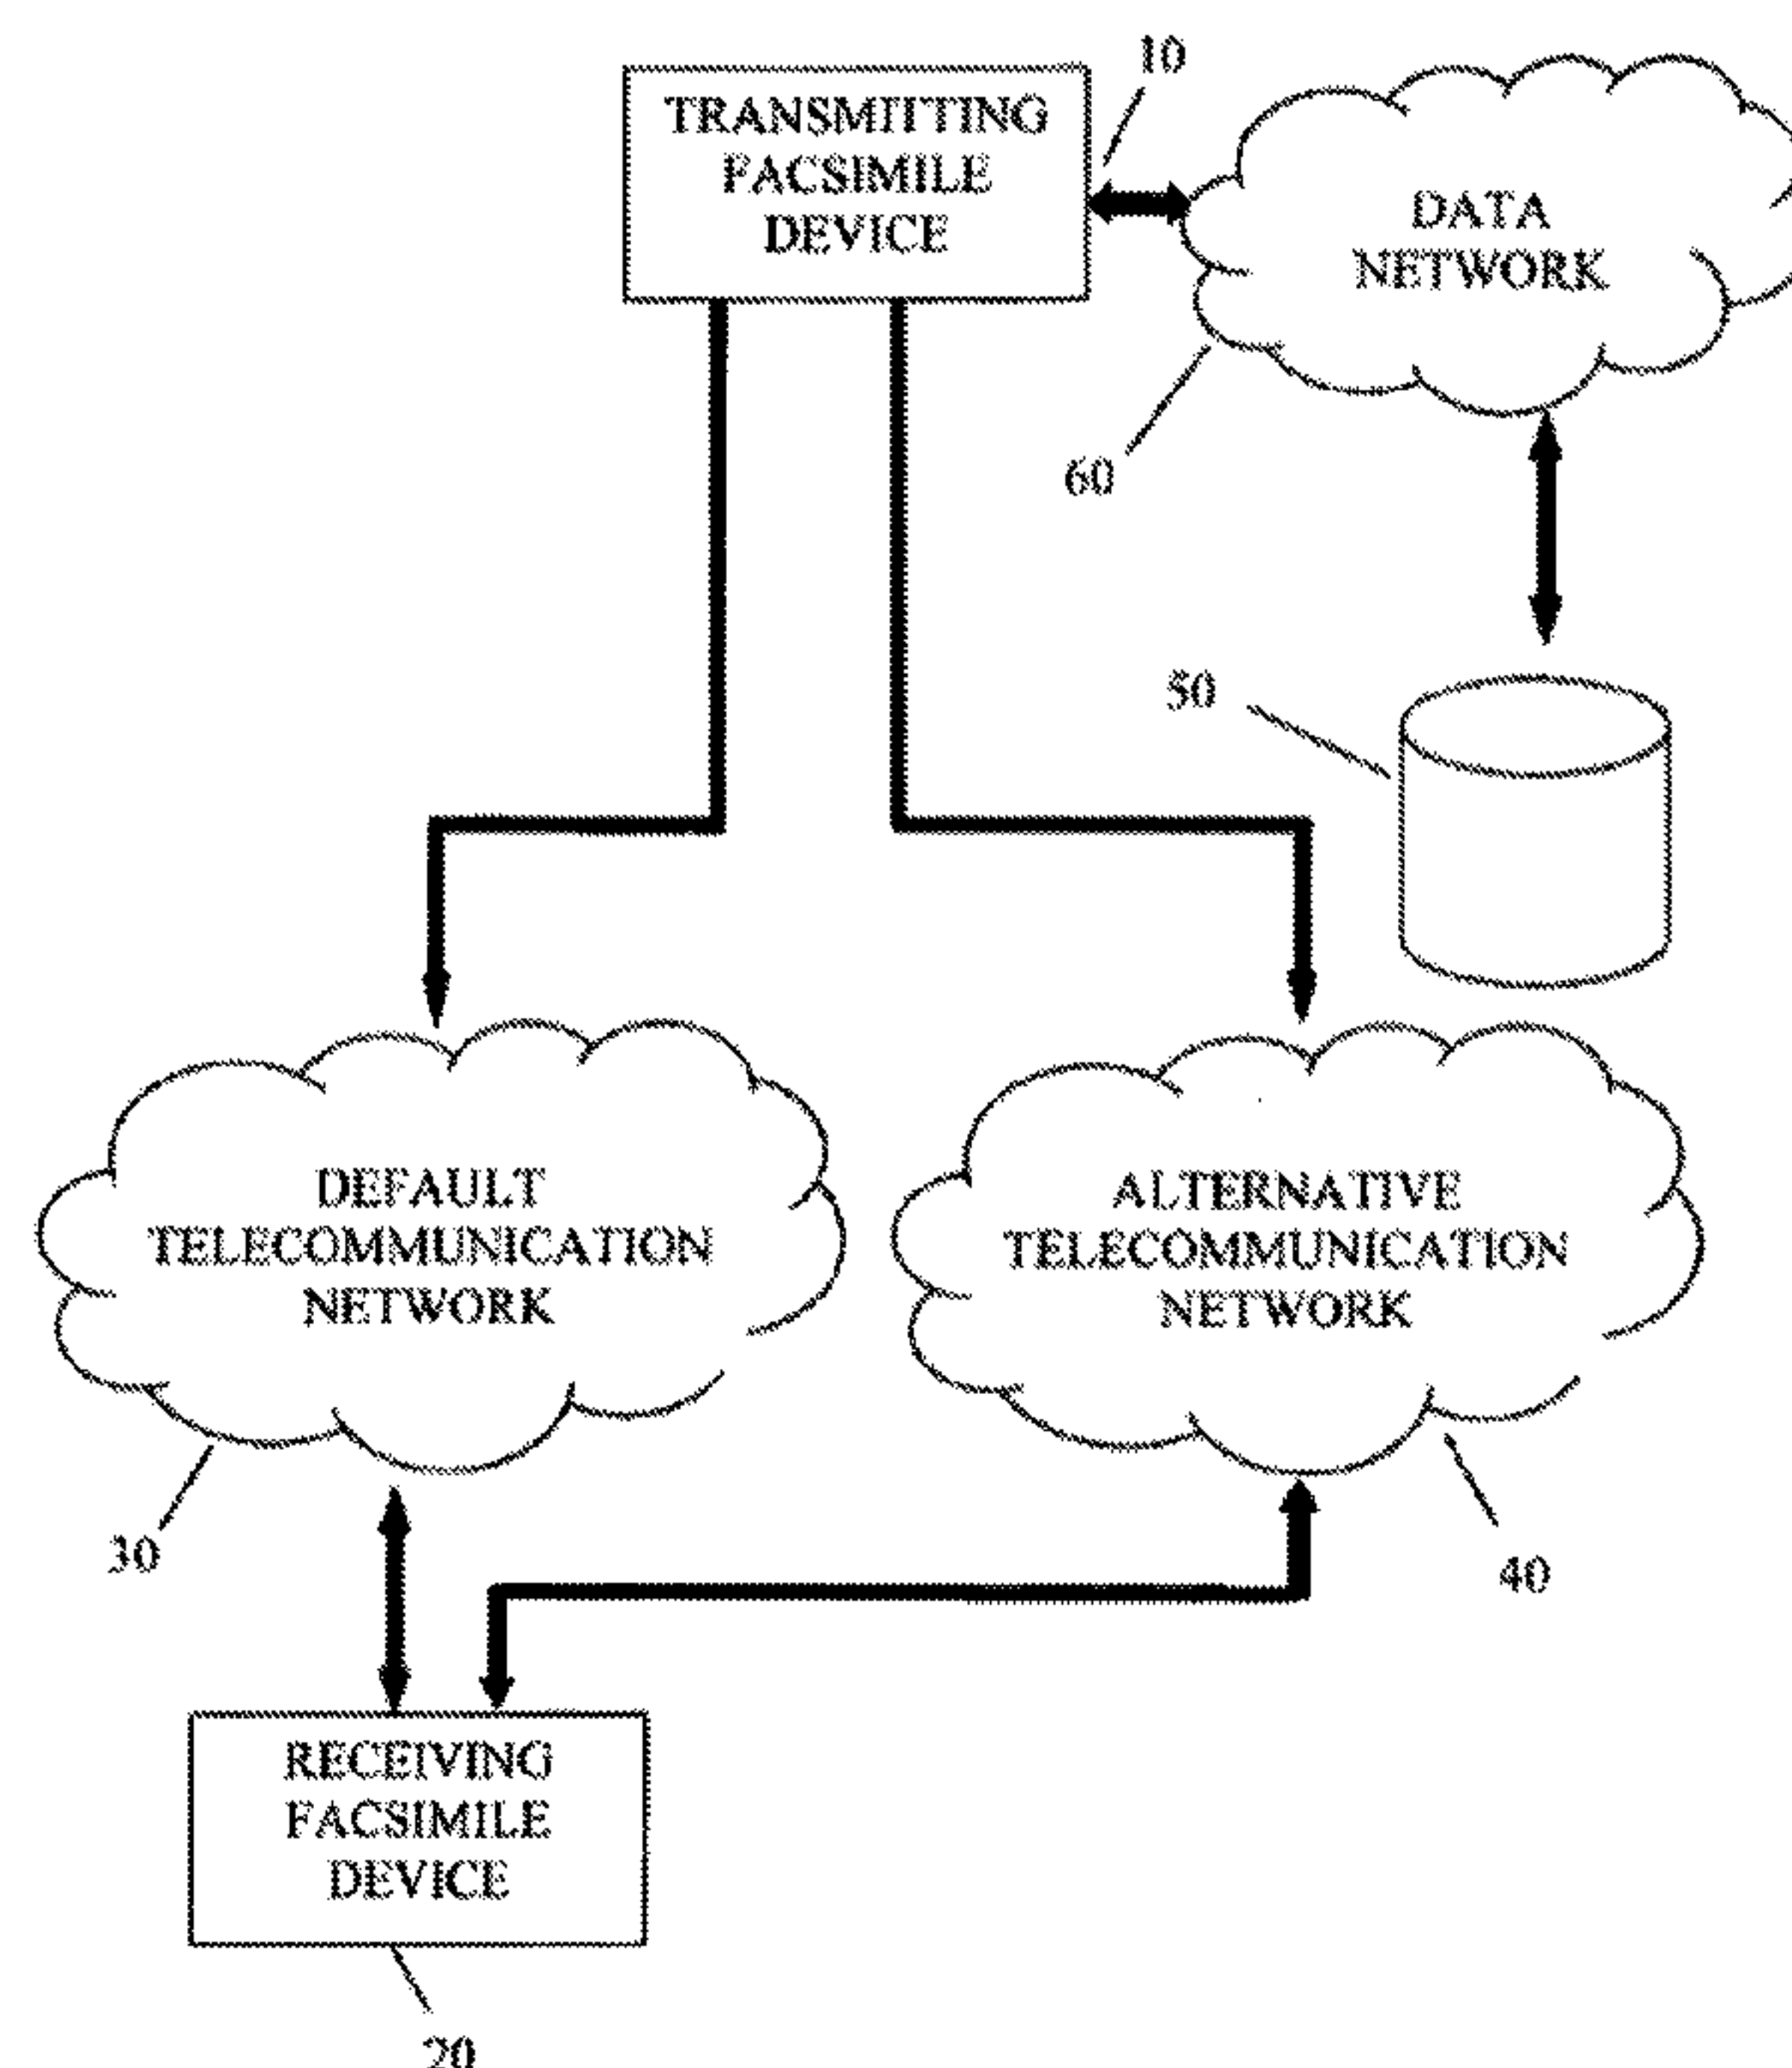 10
TRANSMITTING
FACSIMILE
DEVICE
DATA
NETWORK
60
50
DEFAULT
TELECOMMUNICATION
NETWORK
ALTERNATIVE
TELECOMMUNICATION
NETWORK
30
40
RECEIVING
FACSIMILE
DEVICE
20